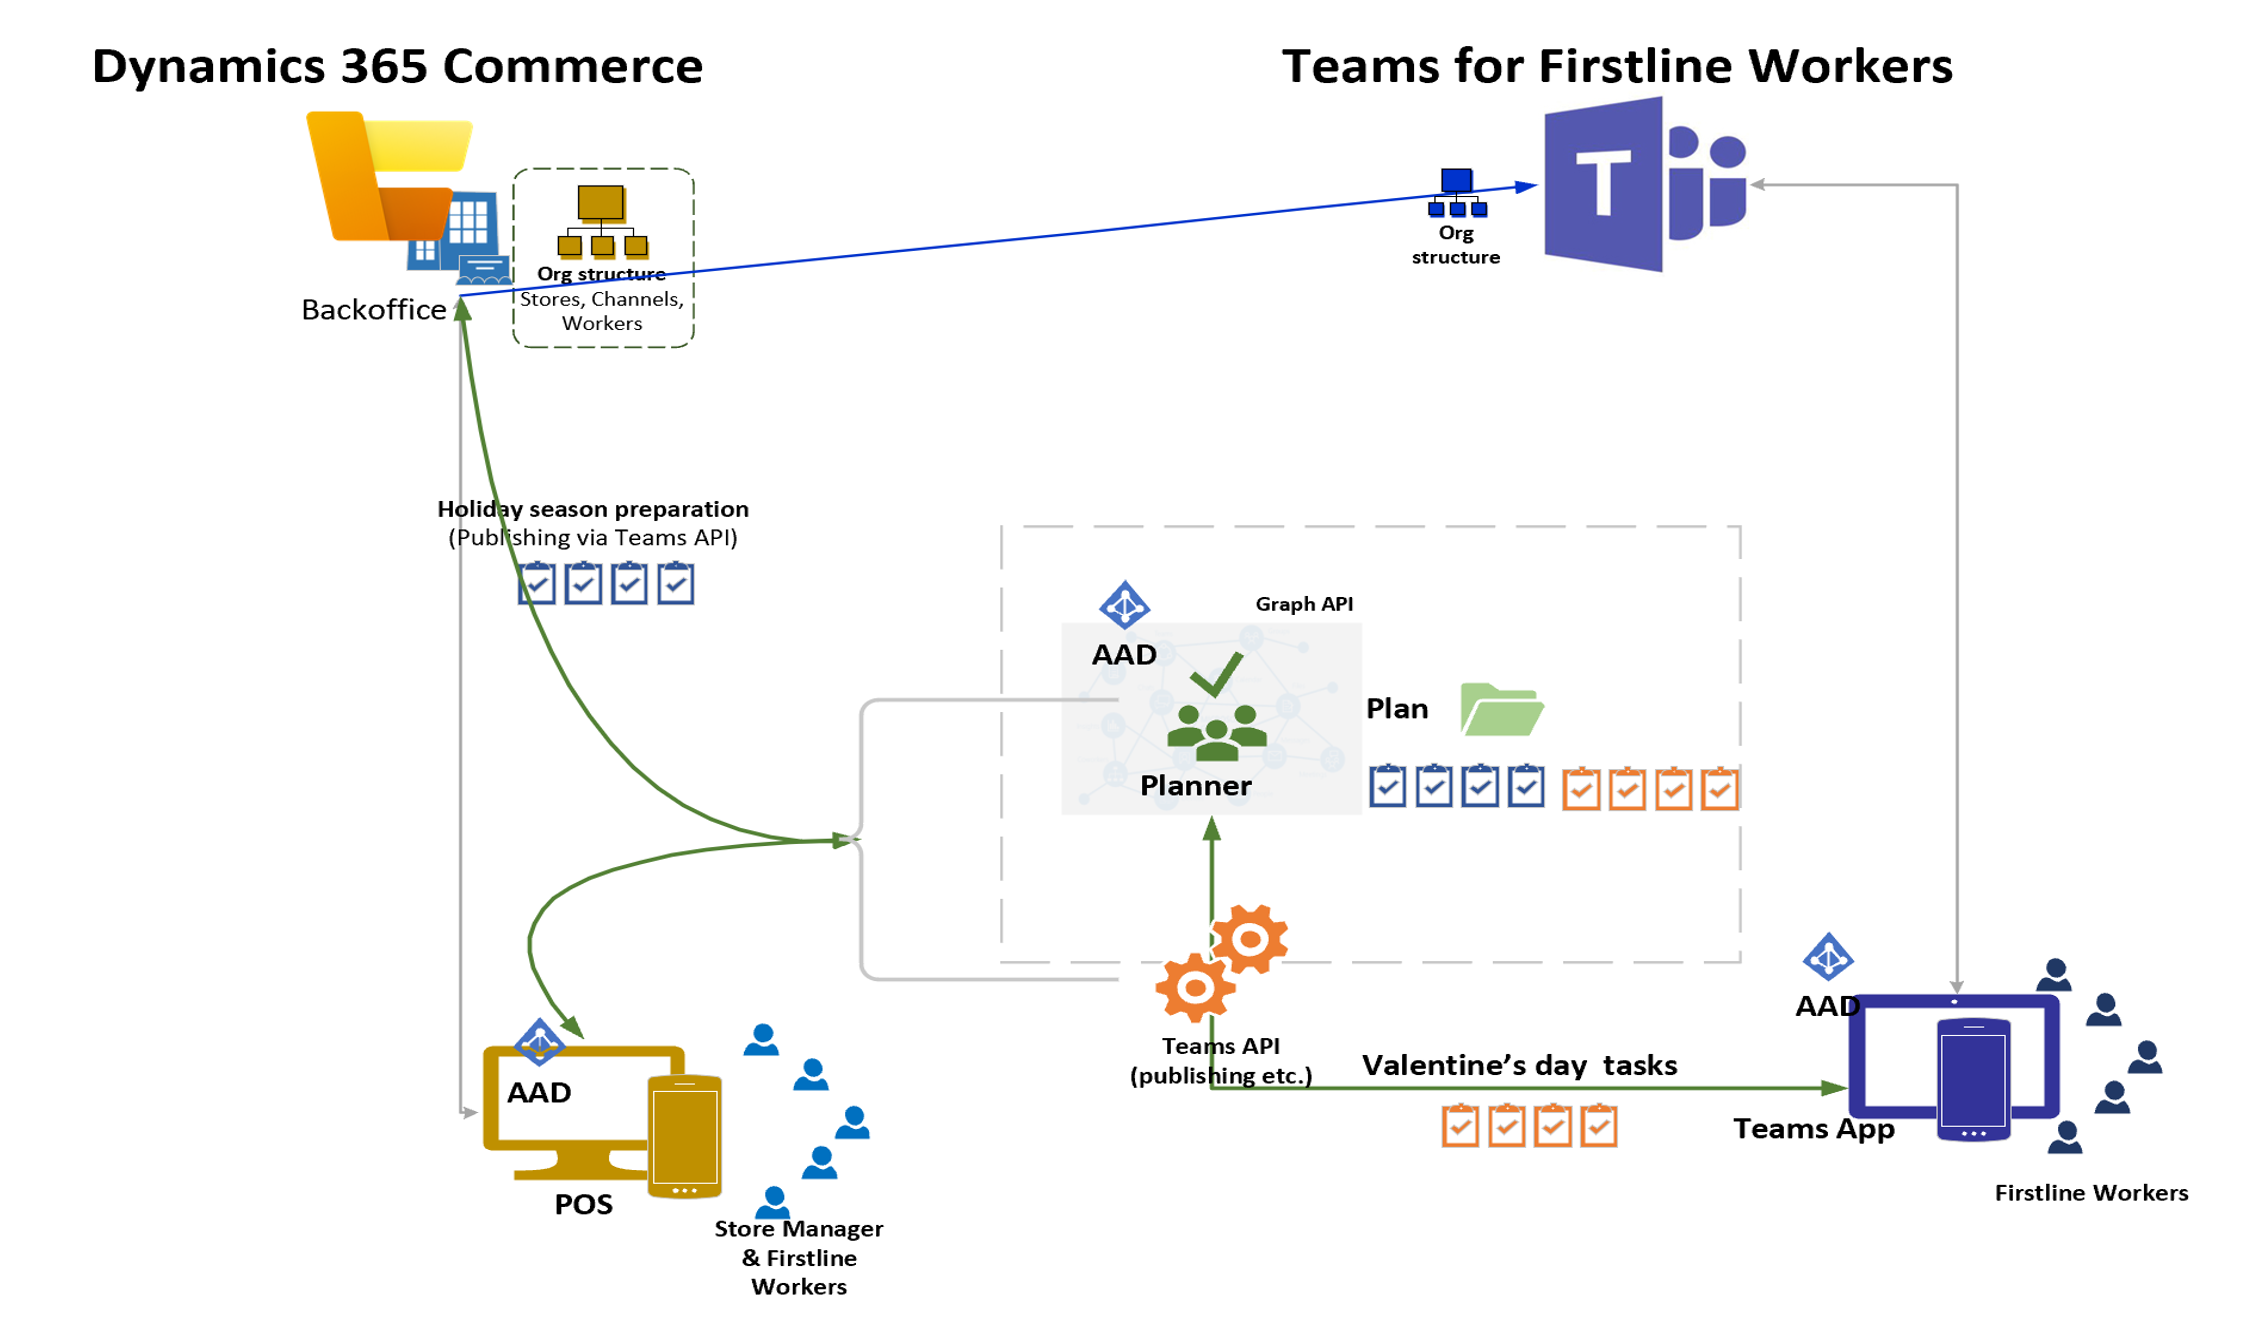 Dynamics 365 Commerce
Teams for Firstline Workers
T
Org structure
Stores, Channels,
Workers
Backoffice
Org
structure
Holiday season preparation
(Publishing via Teams API)
Graph API
AAD
Plan
Planner
AAD
Teams API
(publishing etc.)
Valentine’s day  tasks
AAD
Teams App
POS
Firstline Workers
Store Manager
& Firstline
Workers